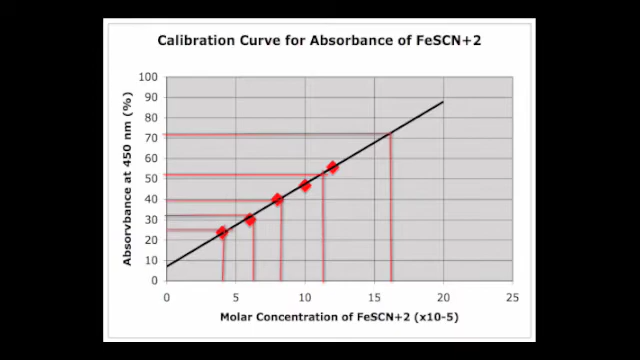 Calibration Curve for Absorbance of FeSCN+2
100
90
80
70
60
50
40
30
20
10
0
Absorvbance at 450 nm (%)
0 5 10 15 20 25
Molar Concentration of FeSCN+2 (x10-5)